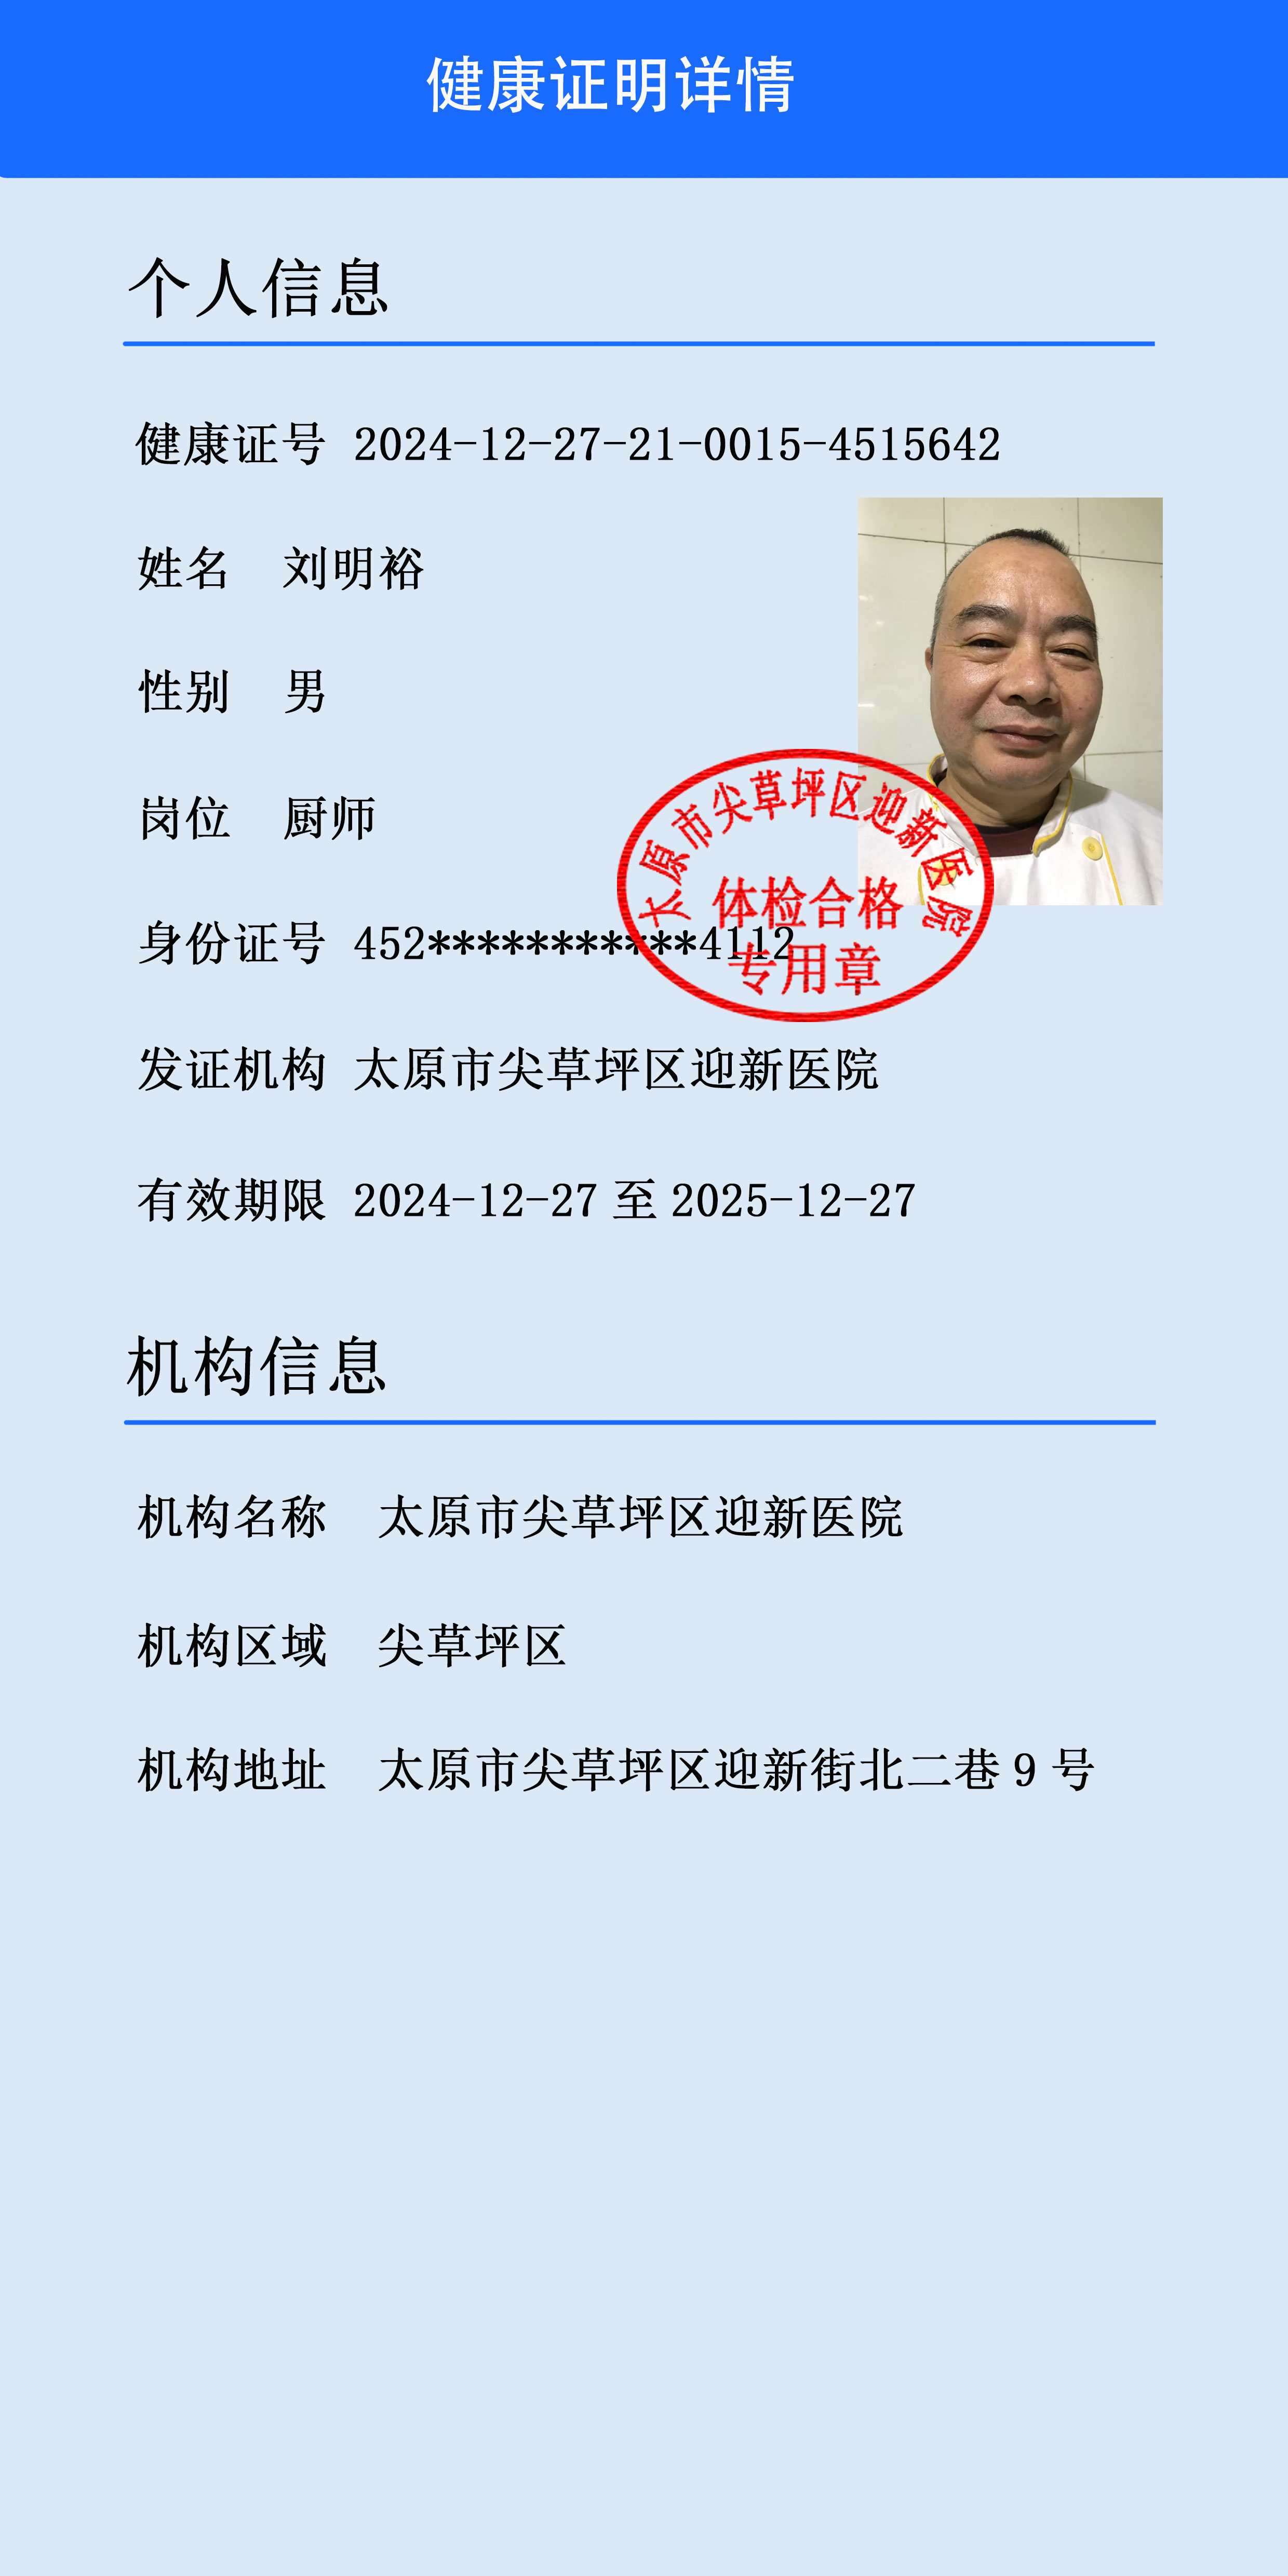 健康证明详情
个人信息
健康证号 2024-12-27-21-0015-4515642
姓名 刘明裕
性别 男
岗位 厨师
太原市尖草坪区迎新医院
体检合格
专用章
身份证号 452***********4112
发证机构 太原市尖草坪区迎新医院
有效期限 2024-12-27 至 2025-12-27
机构信息
机构名称 太原市尖草坪区迎新医院
机构区域 尖草坪区
机构地址 太原市尖草坪区迎新街北二巷 9 号